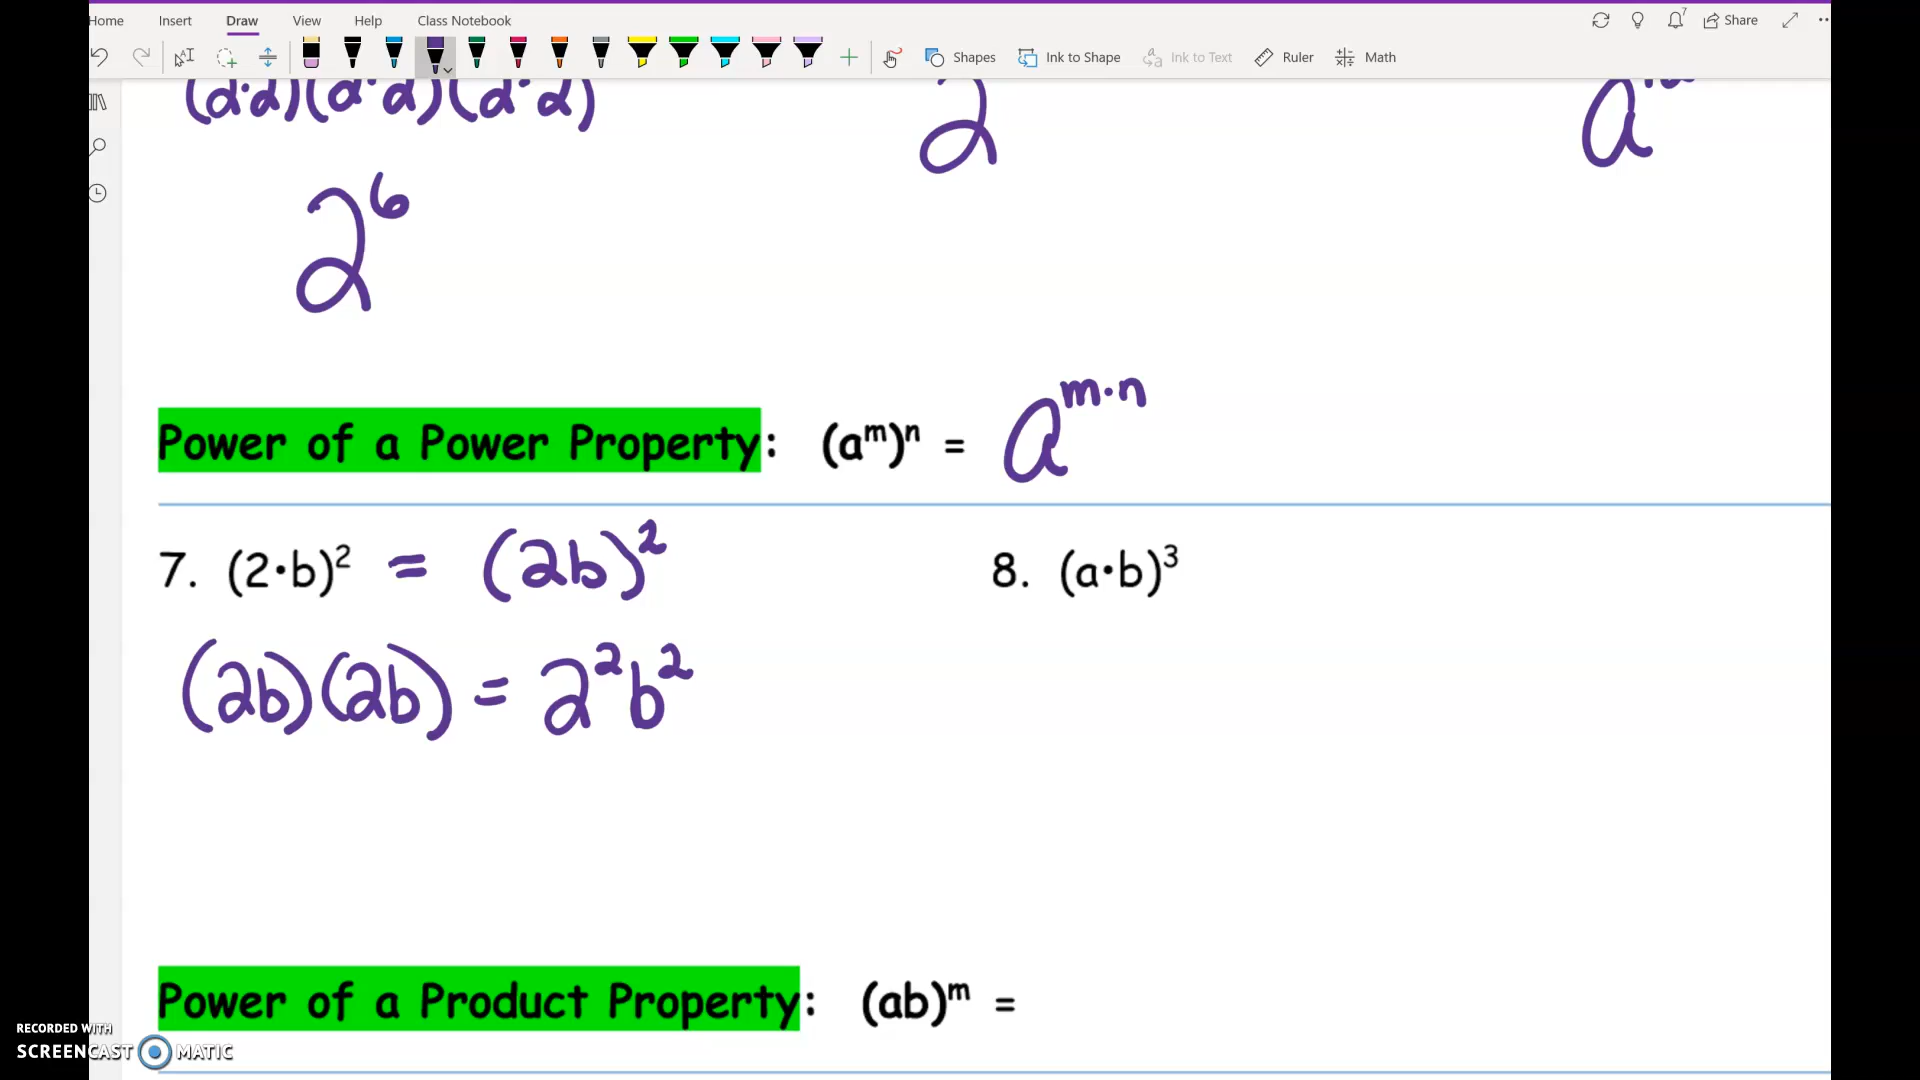 Home Insert Draw View Help Class Notebook 7 Share
Shapes Ink to Shape Ink to Text Ruler Math
(2·2)(2·2)(2·2) 2 a
2⁶
Power of a Power Property: (aᵐ)ⁿ = a^m·n
7. (2·b)² = (2b)² 8. (a·b)³
(2b)(2b) = 2²b²
Power of a Product Property: (ab)ᵐ =
RECORDED WITH
SCREENCAST MATIC